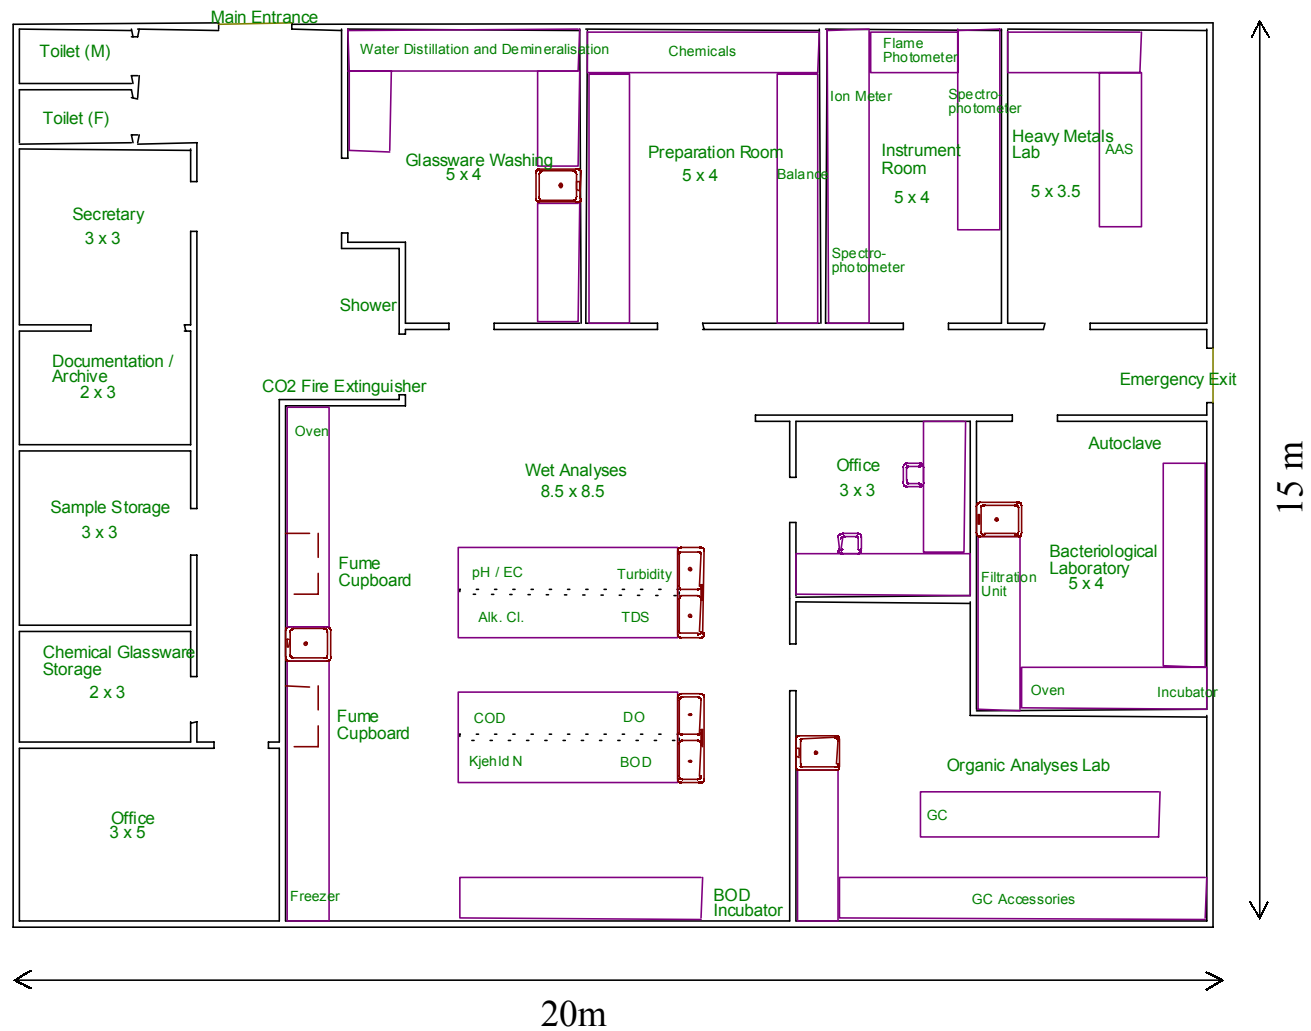 Main Entrance
Toilet (M)
Toilet (F)
Secretary
3 x 3
Documentation /
Archive
2 x 3
Sample Storage
3 x 3
Chemical Glassware
Storage
2 x 3
Office
3 x 5
Water Distillation and Demineralisation
Glassware Washing
5 x 4
Shower
CO2 Fire Extinguisher
Chemicals
Preparation Room
5 x 4
Balance
Ion Meter
Flame
Photometer
Spectro-
photometer
Instrument
Room
5 x 4
Spectro-
photometer
Heavy Metals
Lab
AAS
5 x 3.5
Emergency Exit
Oven
Wet Analyses
8.5 x 8.5
Fume
Cupboard
pH / EC
Turbidity
Alk. Cl.
TDS
Fume
Cupboard
COD
DO
Kjehld N
BOD
Freezer
BOD
Incubator
Office
3 x 3
Autoclave
Bacteriological
Laboratory
5 x 4
Filtration
Unit
Oven
Incubator
Organic Analyses Lab
GC
GC Accessories
15 m
20m